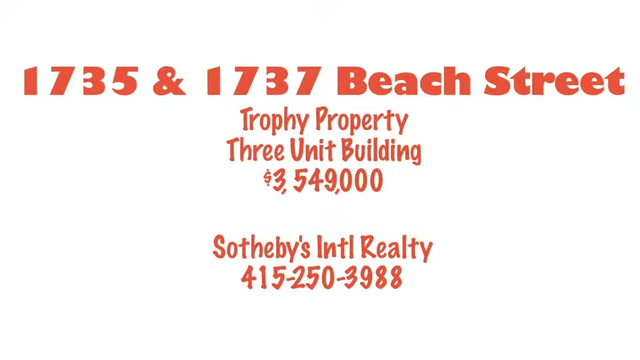 1735 & 1737 Beach Street
Trophy Property
Three Unit Building
$3,549,000
Sotheby's Intl Realty
415-250-3988